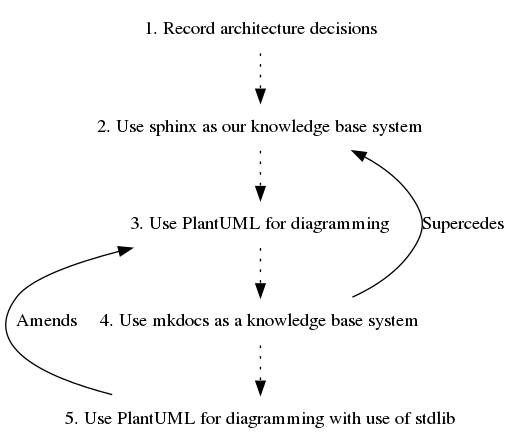 1. Record architecture decisions
2. Use sphinx as our knowledge base system
3. Use PlantUML for diagramming
Supercedes
Amends
4. Use mkdocs as a knowledge base system
5. Use PlantUML for diagramming with use of stdlib